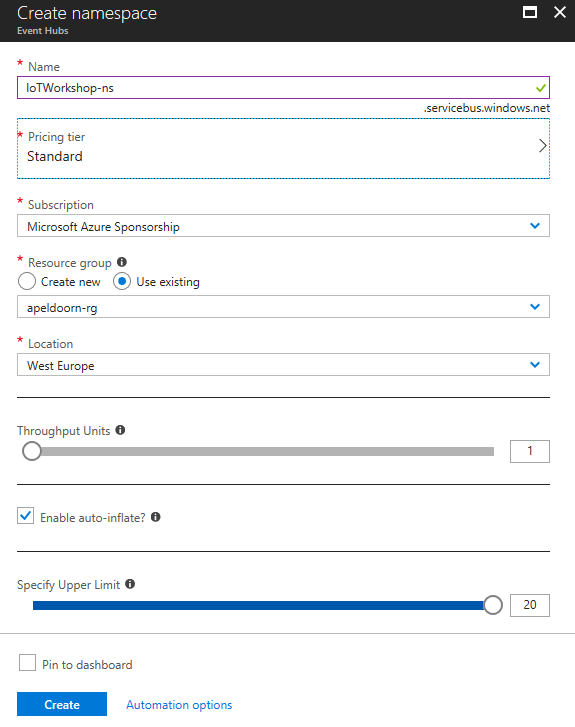 Create namespace
Event Hubs
* Name
IoTWorkshop-ns
.servicebus.windows.net
* Pricing tier
Standard
* Subscription
Microsoft Azure Sponsorship
* Resource group
Create new Use existing
apeldoorn-rg
* Location
West Europe
Throughput Units
1
Enable auto-inflate?
Specify Upper Limit
20
Pin to dashboard
Create Automation options